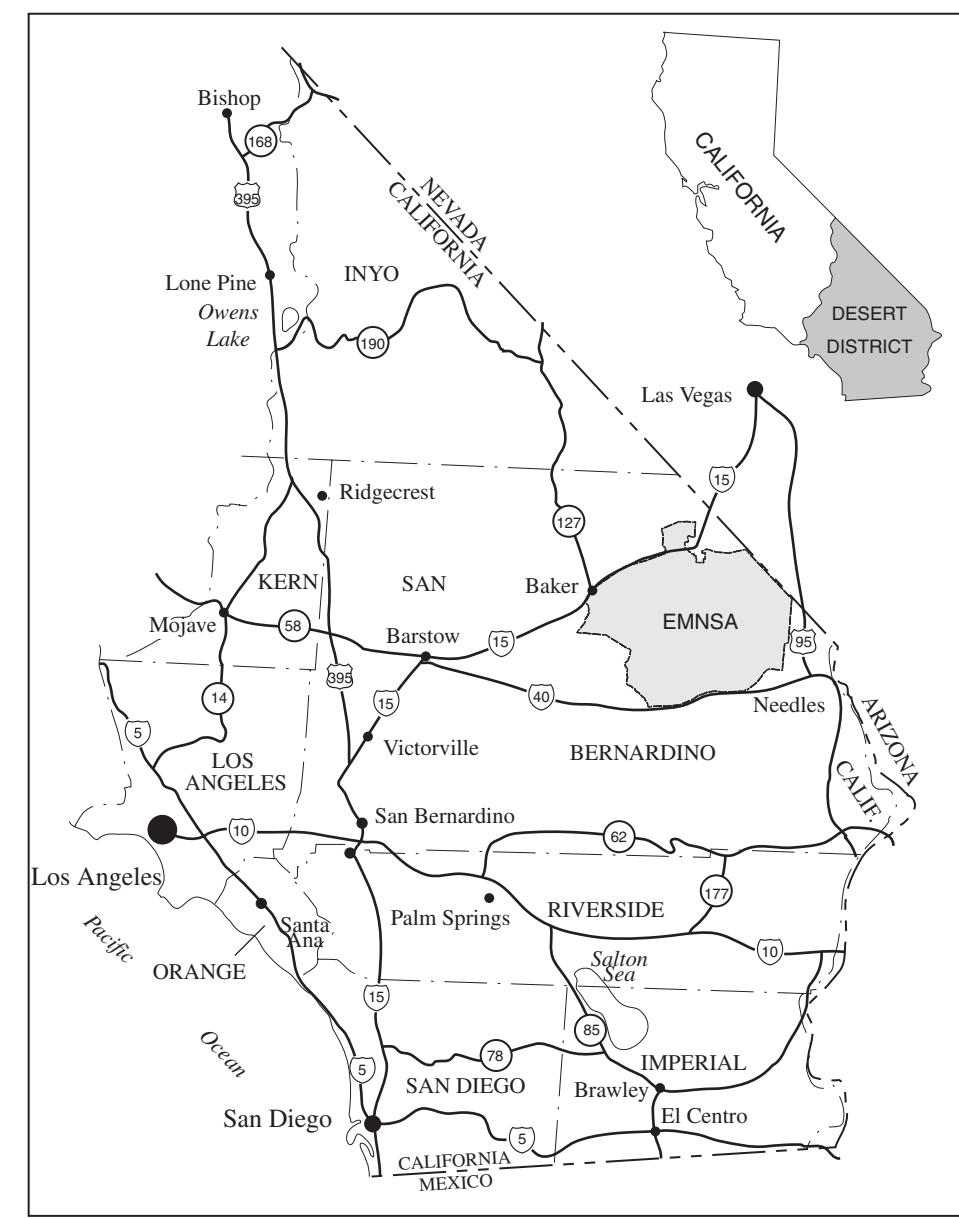 Bishop
168
395
NEVADA
CALIFORNIA
CALIFORNIA
DESERT
DISTRICT
Lone Pine
INYO
Owens
Lake
190
Las Vegas
15
Ridgecrest
127
KERN
SAN
Baker
EMNSA
Mojave
58
Barstow
15
95
395
14
15
40
Needles
ARIZONA
CALIF.
5
Victorville
BERNARDINO
LOS
ANGELES
San Bernardino
10
62
Los Angeles
177
Palm Springs
RIVERSIDE
Santa
Ana
Pacific
ORANGE
10
Salton
Sea
15
85
Ocean
78
5
IMPERIAL
SAN DIEGO
Brawley
San Diego
El Centro
5
CALIFORNIA
MEXICO